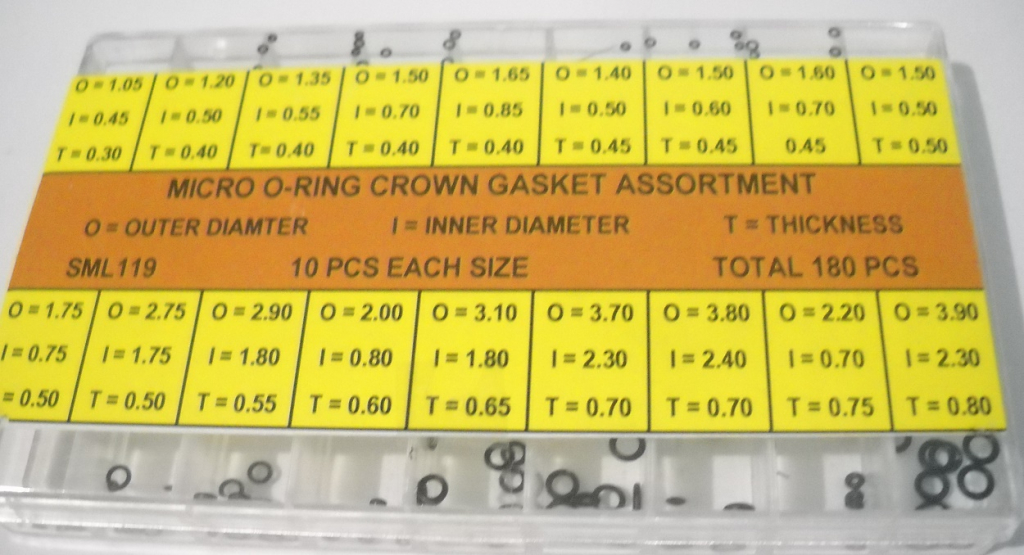 O = 1.05 O = 1.20 O = 1.35 O = 1.50 O = 1.65 O = 1.40 O = 1.50 O = 1.60 O = 1.50
I = 0.45 I = 0.50 I = 0.55 I = 0.70 I = 0.85 I = 0.50 I = 0.60 I = 0.70 I = 0.50
T = 0.30 T = 0.40 T = 0.40 T = 0.40 T = 0.40 T = 0.45 T = 0.45 0.45 T = 0.50
MICRO O-RING CROWN GASKET ASSORTMENT
O = OUTER DIAMTER I = INNER DIAMETER T = THICKNESS
SML119 10 PCS EACH SIZE TOTAL 180 PCS
O = 1.75 O = 2.75 O = 2.90 O = 2.00 O = 3.10 O = 3.70 O = 3.80 O = 2.20 O = 3.90
I = 0.75 I = 1.75 I = 1.80 I = 0.80 I = 1.80 I = 2.30 I = 2.40 I = 0.70 I = 2.30
= 0.50 T = 0.50 T = 0.55 T = 0.60 T = 0.65 T = 0.70 T = 0.70 T = 0.75 T = 0.80